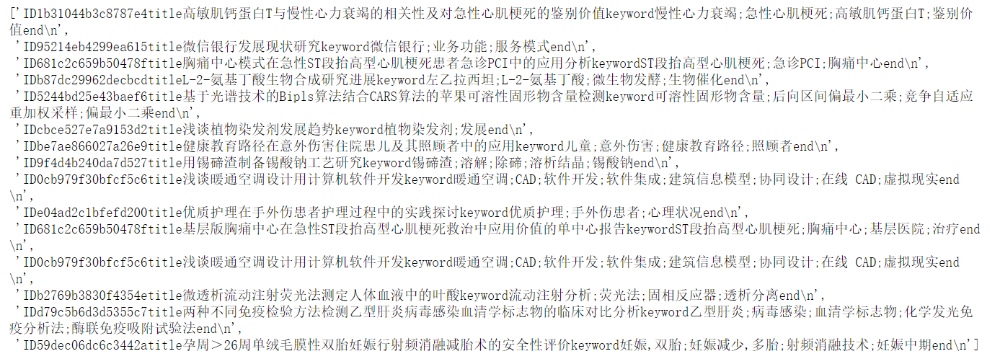 ['ID1b31044b3c8787e4title高敏肌钙蛋白T与慢性心力衰竭的相关性及对急性心肌梗死的鉴别价值keyword慢性心力衰竭;急性心肌梗死;高敏肌钙蛋白T;鉴别价
值end\n',
'ID95214eb4299ea615title微信银行发展现状研究keyword微信银行;业务功能;服务模式end\n',
'ID681c2c659b50478ftitle胸痛中心模式在急性ST段抬高型心肌梗死患者急诊PCI中的应用分析keywordST段抬高型心肌梗死;急诊PCI;胸痛中心end\n',
'IDb87dc29962decbcdtitleL-2-氨基丁酸生物合成研究进展keyword左乙拉西坦;L-2-氨基丁酸;微生物发酵;生物催化end\n',
'ID5244bd25e43baef6title基于光谱技术的Bipls算法结合CARS算法的苹果可溶性固形物含量检测keyword可溶性固形物含量;后向区间偏最小二乘;竞争自适应
重加权采样;偏最小二乘end\n',
'IDcbce527e7a9153d2title浅谈植物染发剂发展趋势keyword植物染发剂;发展end\n',
'IDbe7ae866027a26e9title健康教育路径在意外伤害住院患儿及其照顾者中的应用keyword儿童;意外伤害;健康教育路径;照顾者end\n',
'ID9f4d4b240da7d527title用锡碲渣制备锡酸钠工艺研究keyword锡碲渣;溶解;除碲;溶析结晶;锡酸钠end\n',
'ID0cb979f30bfcf5c6title浅谈暖通空调设计用计算机软件开发keyword暖通空调;CAD;软件开发;软件集成;建筑信息模型;协同设计;在线 CAD;虚拟现实end
\n',
'IDe04ad2c1bfefd200title优质护理在手外伤患者护理过程中的实践探讨keyword优质护理;手外伤患者;心理状况end\n',
'ID681c2c659b50478ftitle基层版胸痛中心在急性ST段抬高型心肌梗死救治中应用价值的单中心报告keywordST段抬高型心肌梗死;胸痛中心;基层医院;治疗end
\n',
'ID0cb979f30bfcf5c6title浅谈暖通空调设计用计算机软件开发keyword暖通空调;CAD;软件开发;软件集成;建筑信息模型;协同设计;在线 CAD;虚拟现实end
\n',
'IDb2769b3830f4354etitle微透析流动注射荧光法测定人体血液中的叶酸keyword流动注射分析;荧光法;固相反应器;透析分离end\n',
'IDd79c5b6d3d5355c7title两种不同免疫检验方法检测乙型肝炎病毒感染血清学标志物的临床对比分析keyword乙型肝炎;病毒感染;血清学标志物;化学发光免
疫分析法;酶联免疫吸附试验法end\n',
'ID59dec06dc6c3442atitle孕周＞26周单绒毛膜性双胎妊娠行射频消融减胎术的安全性评价keyword妊娠,双胎;妊娠减少,多胎;射频消融技术;妊娠中期end\n']